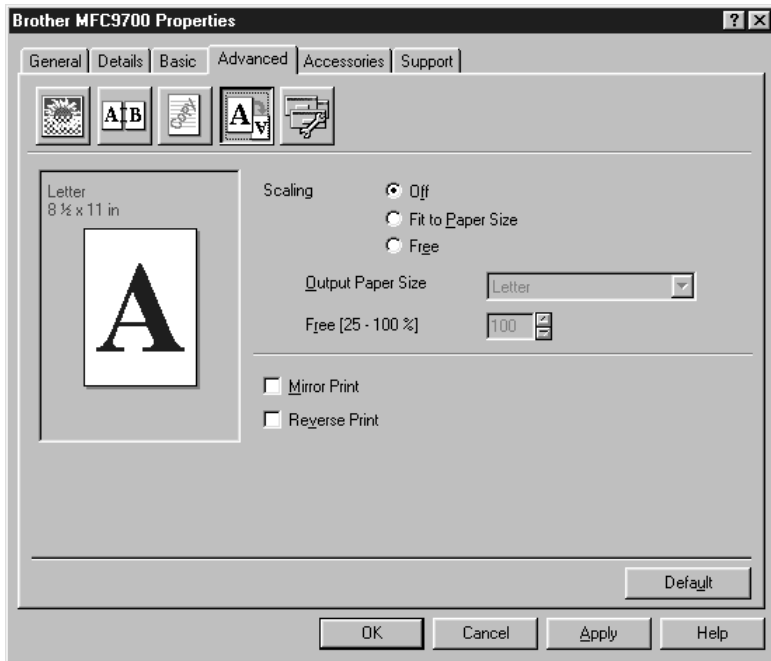 Brother MFC9700 Properties
? X
General Details Basic Advanced Accessories Support
A B COPY A A
Letter
8 ½ x 11 in
A
Scaling Off
Fit to Paper Size
Free
Output Paper Size Letter
Free [25 - 100 %] 100
Mirror Print
Reverse Print
Default
OK Cancel Apply Help